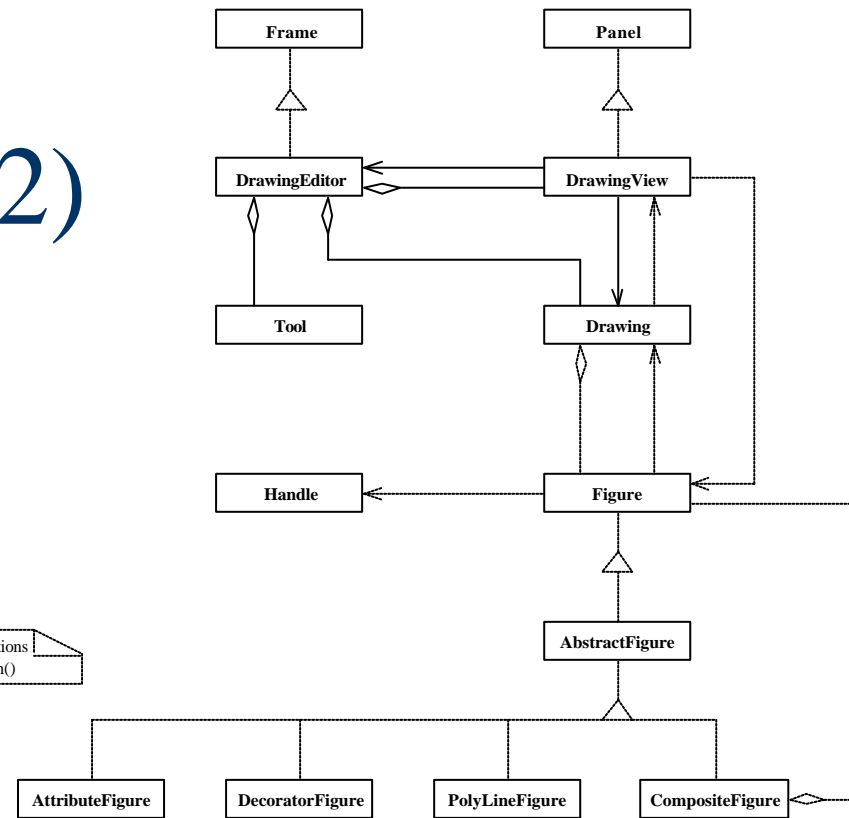 Frame
Panel
2)
DrawingEditor
DrawingView
Tool
Drawing
Handle
Figure
AbstractFigure
AttributeFigure
DecoratorFigure
PolyLineFigure
CompositeFigure